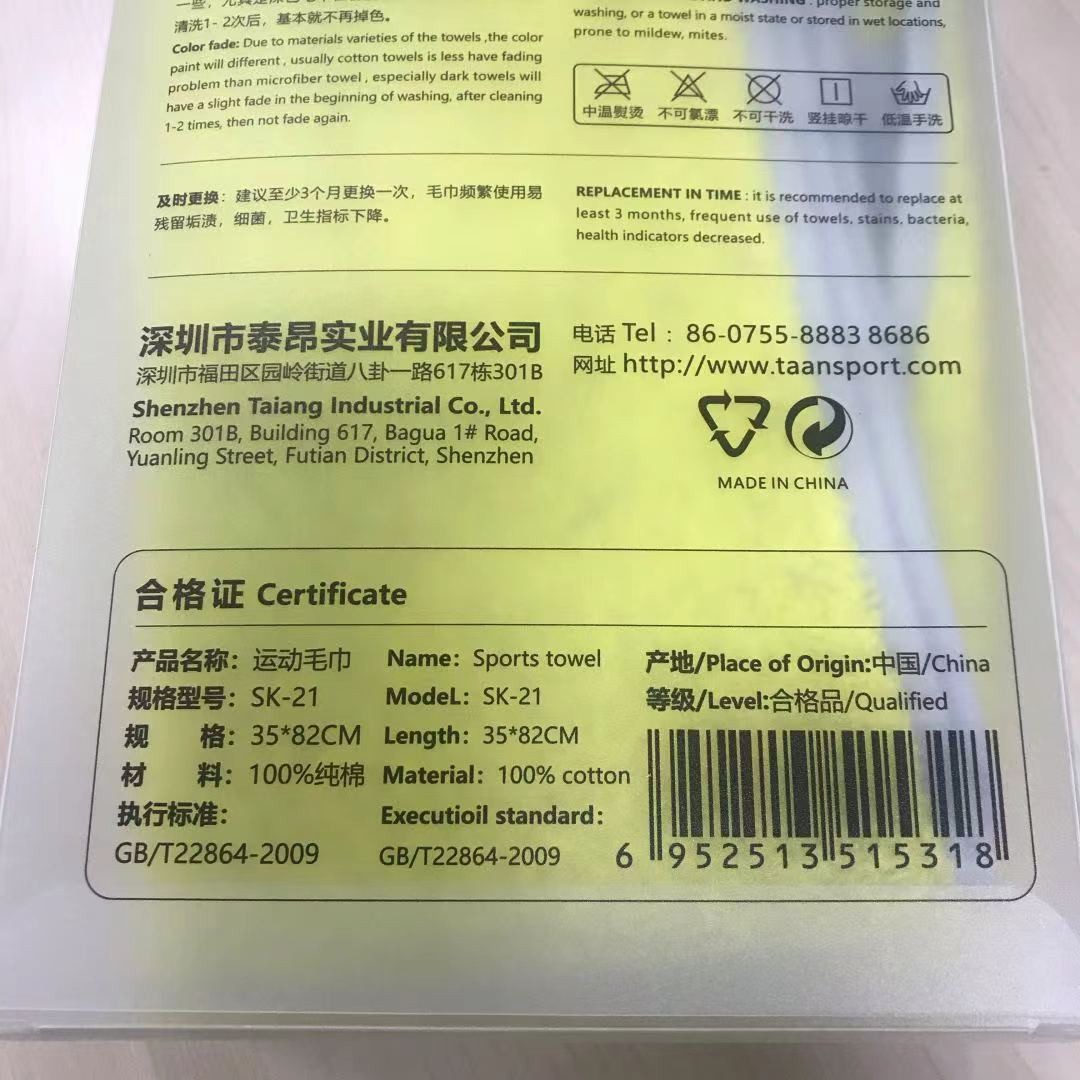 清洗1- 2次后，基本就不再掉色。
Color fade: Due to materials varieties of the towels ,the color
paint will different , usually cotton towels is less have fading
problem than microfiber towel , especially dark towels will
have a slight fade in the beginning of washing, after cleaning
1-2 times, then not fade again.
WASHING : proper storage and
washing, or a towel in a moist state or stored in wet locations,
prone to mildew, mites.
中温熨烫 不可氯漂 不可干洗 竖挂晾干 低温手洗
及时更换：建议至少3个月更换一次，毛巾频繁使用易
残留垢渍，细菌，卫生指标下降。
REPLACEMENT IN TIME : it is recommended to replace at
least 3 months, frequent use of towels, stains, bacteria,
health indicators decreased.
深圳市泰昂实业有限公司
深圳市福田区园岭街道八卦一路617栋301B
Shenzhen Taiang Industrial Co., Ltd.
Room 301B, Building 617, Bagua 1# Road,
Yuanling Street, Futian District, Shenzhen
电话 Tel : 86-0755-8883 8686
网址 http://www.taansport.com
MADE IN CHINA
合格证 Certificate
产品名称：运动毛巾 Name: Sports towel
规格型号：SK-21 ModeL: SK-21
规 格：35*82CM Length: 35*82CM
材 料：100%纯棉 Material: 100% cotton
执行标准： Executioil standard:
GB/T22864-2009 GB/T22864-2009
产地/Place of Origin:中国/China
等级/Level:合格品/Qualified
6 952513 515318